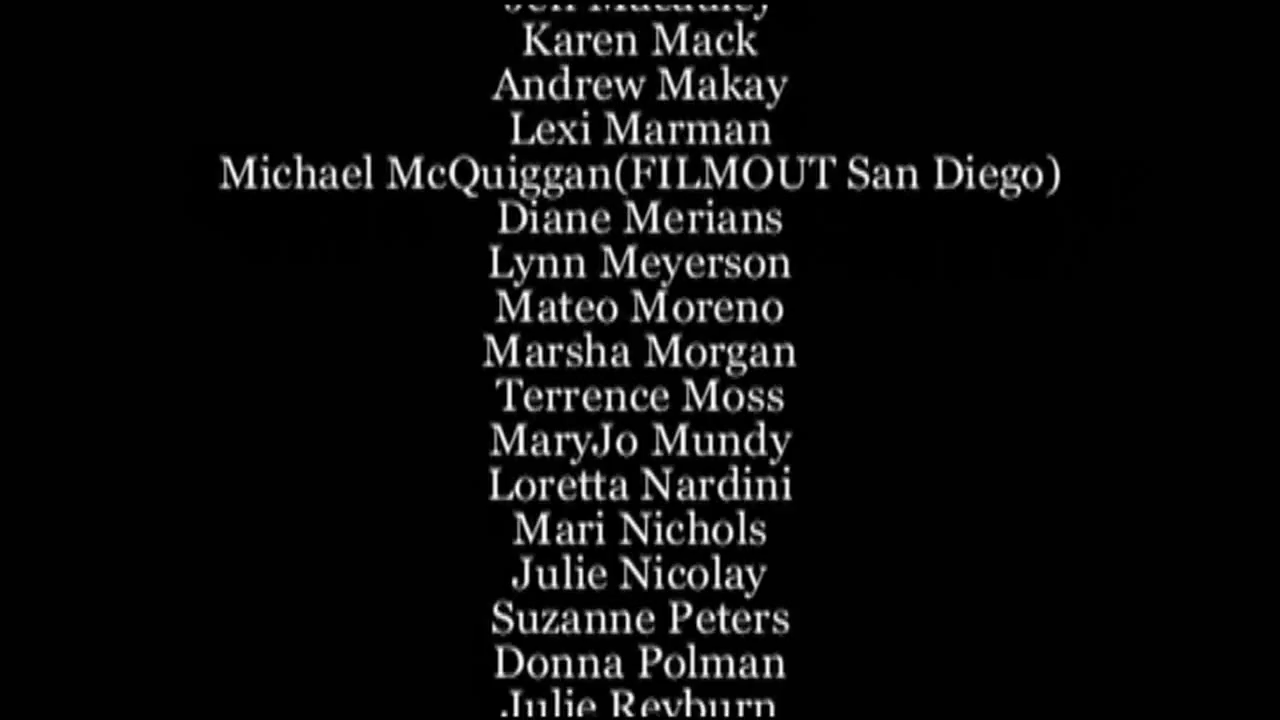 Karen Mack
Andrew Makay
Lexi Marman
Michael McQuiggan(FILMOUT San Diego)
Diane Merians
Lynn Meyerson
Mateo Moreno
Marsha Morgan
Terrence Moss
MaryJo Mundy
Loretta Nardini
Mari Nichols
Julie Nicolay
Suzanne Peters
Donna Polman
Julie Reyburn